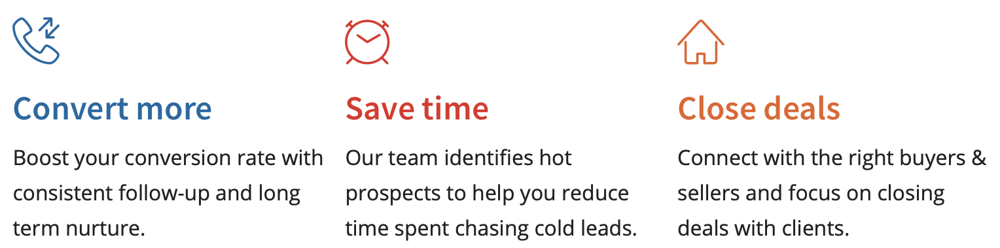 Convert more
Boost your conversion rate with
consistent follow-up and long
term nurture.
Save time
Our team identifies hot
prospects to help you reduce
time spent chasing cold leads.
Close deals
Connect with the right buyers &
sellers and focus on closing
deals with clients.